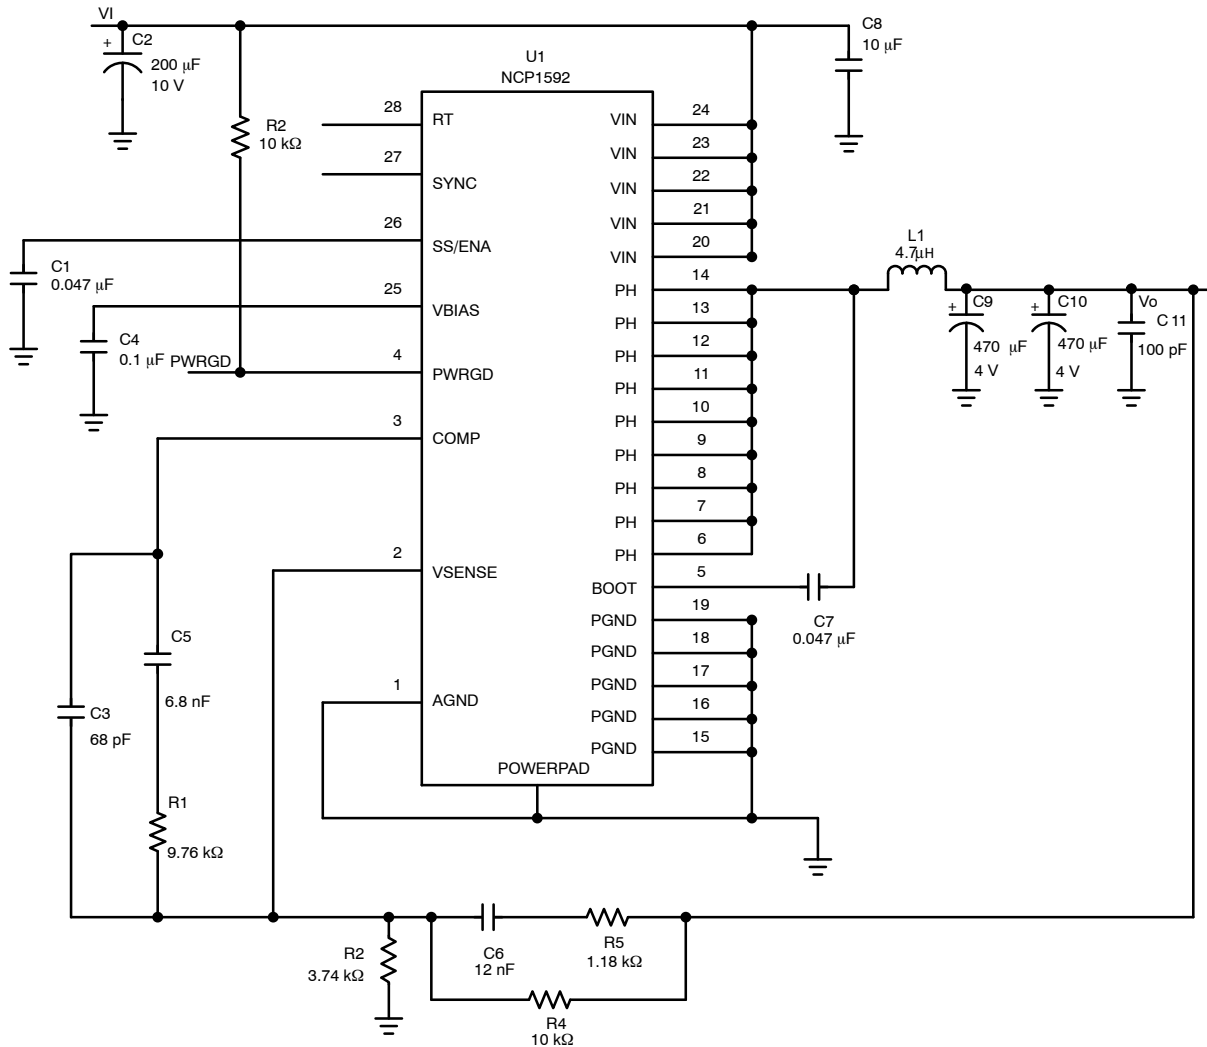 VI
C2
+
200 μF
10 V
R2
10 kΩ
C8
10 μF
U1
NCP1592
28
RT
27
SYNC
26
SS/ENA
25
VBIAS
4
PWRGD
3
COMP
2
VSENSE
1
AGND
POWERPAD
VIN
24
VIN
23
VIN
22
VIN
21
VIN
20
PH
14
PH
13
PH
12
PH
11
PH
10
PH
9
PH
8
PH
7
PH
6
BOOT
5
PGND
19
PGND
18
PGND
17
PGND
16
PGND
15
C1
0.047 μF
C4
0.1 μF
PWRGD
L1
4.7μH
+
C9
470 μF
4 V
+
C10
470 μF
4 V
Vo
C 11
100 pF
C7
0.047 μF
C5
6.8 nF
C3
68 pF
R1
9.76 kΩ
R2
3.74 kΩ
C6
12 nF
R5
1.18 kΩ
R4
10 kΩ